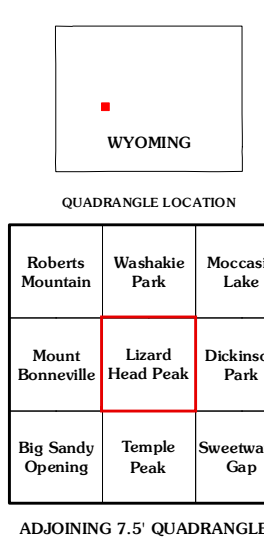 WYOMING
QUADRANGLE LOCATION
Roberts
Mountain
Washakie
Park
Moccasi
Lake
Mount
Bonneville
Lizard
Head Peak
Dickinso
Park
Big Sandy
Opening
Temple
Peak
Sweetwa
Gap
ADJOINING 7.5' QUADRANGLE